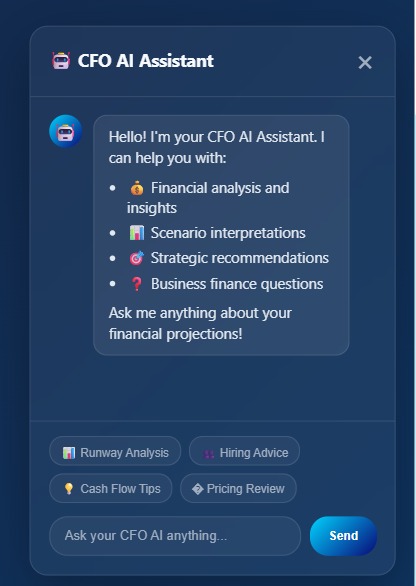 🤖 CFO AI Assistant ×
Hello! I'm your CFO AI Assistant. I
can help you with:
• 💰 Financial analysis and
insights
• 📊 Scenario interpretations
• 🎯 Strategic recommendations
• ❓ Business finance questions
Ask me anything about your
financial projections!
📊 Runway Analysis 👥 Hiring Advice
💡 Cash Flow Tips � Pricing Review
Ask your CFO AI anything... Send